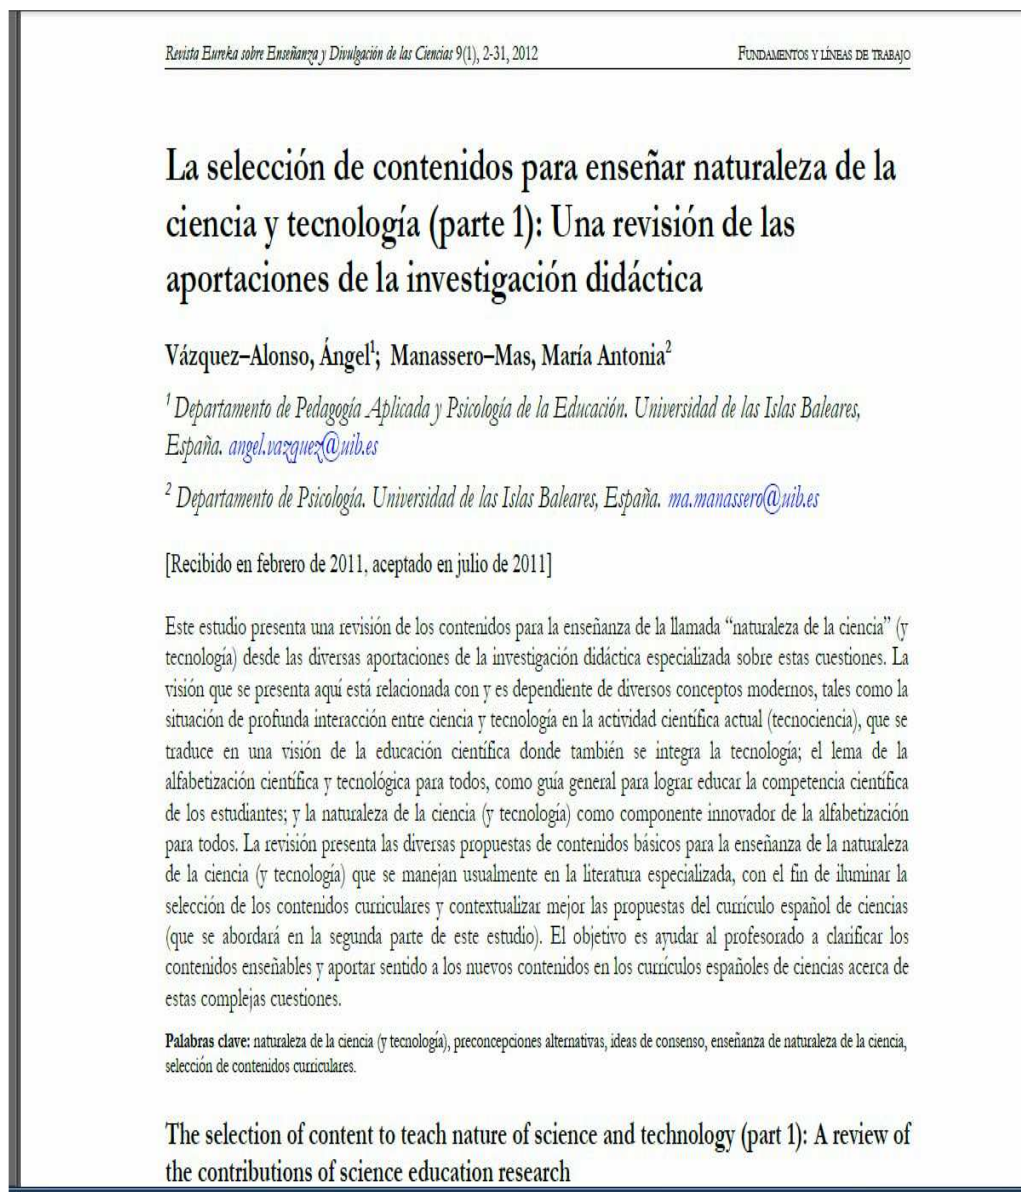 Revista Eureka sobre Enseñanza y Divulgación de las Ciencias 9(1), 2-31, 2012 FUNDAMENTOS Y LÍNEAS DE TRABAJO
La selección de contenidos para enseñar naturaleza de la
ciencia y tecnología (parte 1): Una revisión de las
aportaciones de la investigación didáctica
Vázquez–Alonso, Ángel1; Manassero–Mas, María Antonia2
1 Departamento de Pedagogía Aplicada y Psicología de la Educación. Universidad de las Islas Baleares,
España. angel.vazquez@uib.es
2 Departamento de Psicología. Universidad de las Islas Baleares, España. ma.manassero@uib.es
[Recibido en febrero de 2011, aceptado en julio de 2011]
Este estudio presenta una revisión de los contenidos para la enseñanza de la llamada “naturaleza de la ciencia” (y
tecnología) desde las diversas aportaciones de la investigación didáctica especializada sobre estas cuestiones. La
visión que se presenta aquí está relacionada con y es dependiente de diversos conceptos modernos, tales como la
situación de profunda interacción entre ciencia y tecnología en la actividad científica actual (tecnociencia), que se
traduce en una visión de la educación científica donde también se integra la tecnología; el lema de la
alfabetización científica y tecnológica para todos, como guía general para lograr educar la competencia científica
de los estudiantes; y la naturaleza de la ciencia (y tecnología) como componente innovador de la alfabetización
para todos. La revisión presenta las diversas propuestas de contenidos básicos para la enseñanza de la naturaleza
de la ciencia (y tecnología) que se manejan usualmente en la literatura especializada, con el fin de iluminar la
selección de los contenidos curriculares y contextualizar mejor las propuestas del currículo español de ciencias
(que se abordará en la segunda parte de este estudio). El objetivo es ayudar al profesorado a clarificar los
contenidos enseñables y aportar sentido a los nuevos contenidos en los currículos españoles de ciencias acerca de
estas complejas cuestiones.
Palabras clave: naturaleza de la ciencia (y tecnología), preconcepciones alternativas, ideas de consenso, enseñanza de naturaleza de la ciencia,
selección de contenidos curriculares.
The selection of content to teach nature of science and technology (part 1): A review of
the contributions of science education research